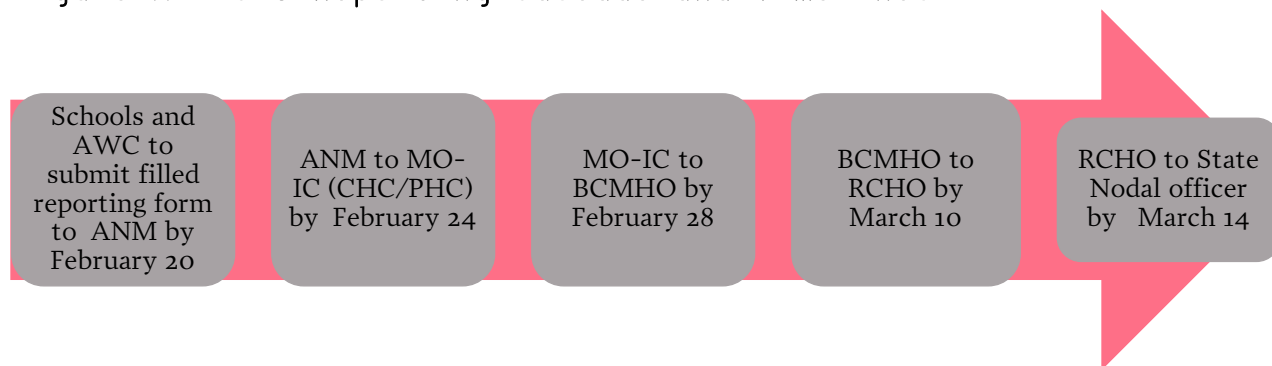 Schools and
AWC to
submit filled
reporting form
to ANM by
February 20
ANM to MO-
IC (CHC/PHC)
by February 24
MO-IC to
BCMHO by
February 28
BCMHO to
RCHO by
March 10
RCHO to State
Nodal officer
by March 14